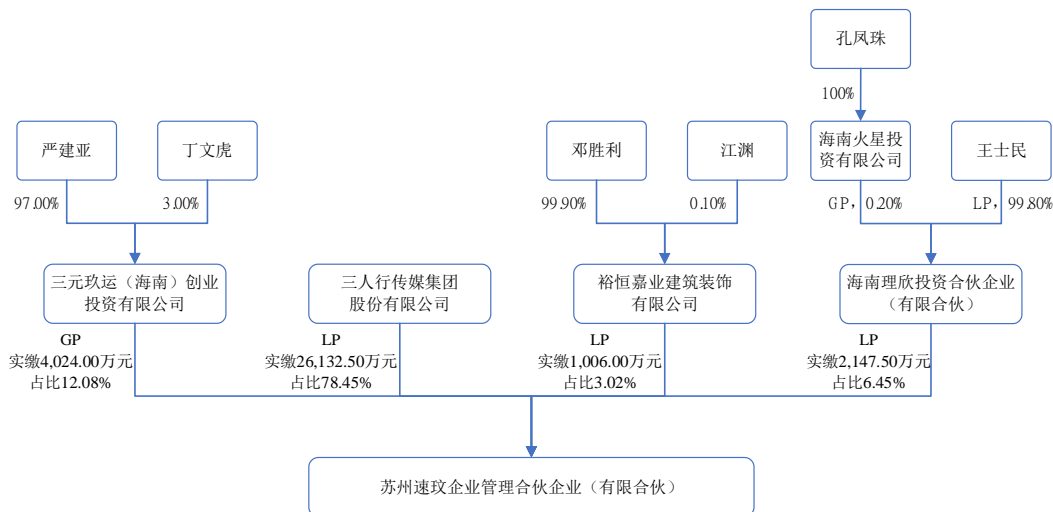 孔凤珠
100%
严建亚
丁文虎
邓胜利
江渊
海南火星投
资有限公司
王士民
97.00%
3.00%
99.90%
0.10%
GP，0.20%
LP，99.80%
三元玖运（海南）创业
投资有限公司
三人行传媒集团
股份有限公司
裕恒嘉业建筑装饰
有限公司
海南理欣投资合伙企业
（有限合伙）
GP
实缴4,024.00万元
占比12.08%
LP
实缴26,132.50万元
占比78.45%
LP
实缴1,006.00万元
占比3.02%
LP
实缴2,147.50万元
占比6.45%
苏州速玟企业管理合伙企业（有限合伙）